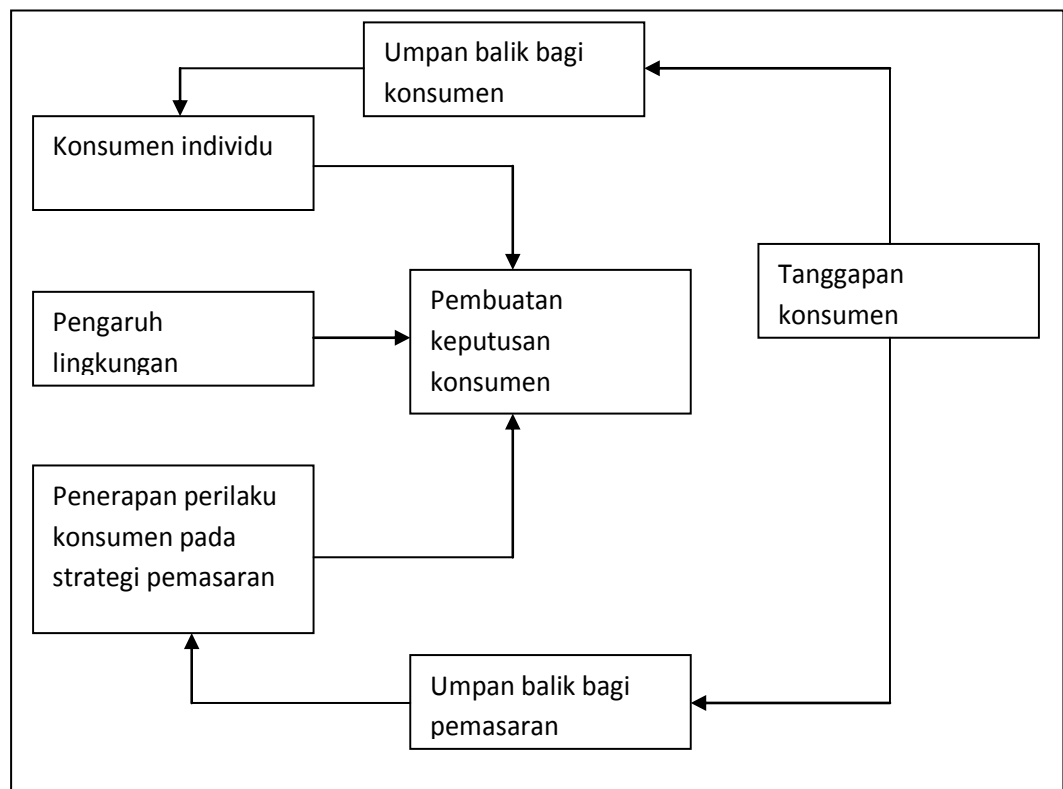 Umpan balik bagi
konsumen
Konsumen individu
Tanggapan
konsumen
Pembuatan
keputusan
konsumen
Pengaruh
lingkungan
Penerapan perilaku
konsumen pada
strategi pemasaran
Umpan balik bagi
pemasaran